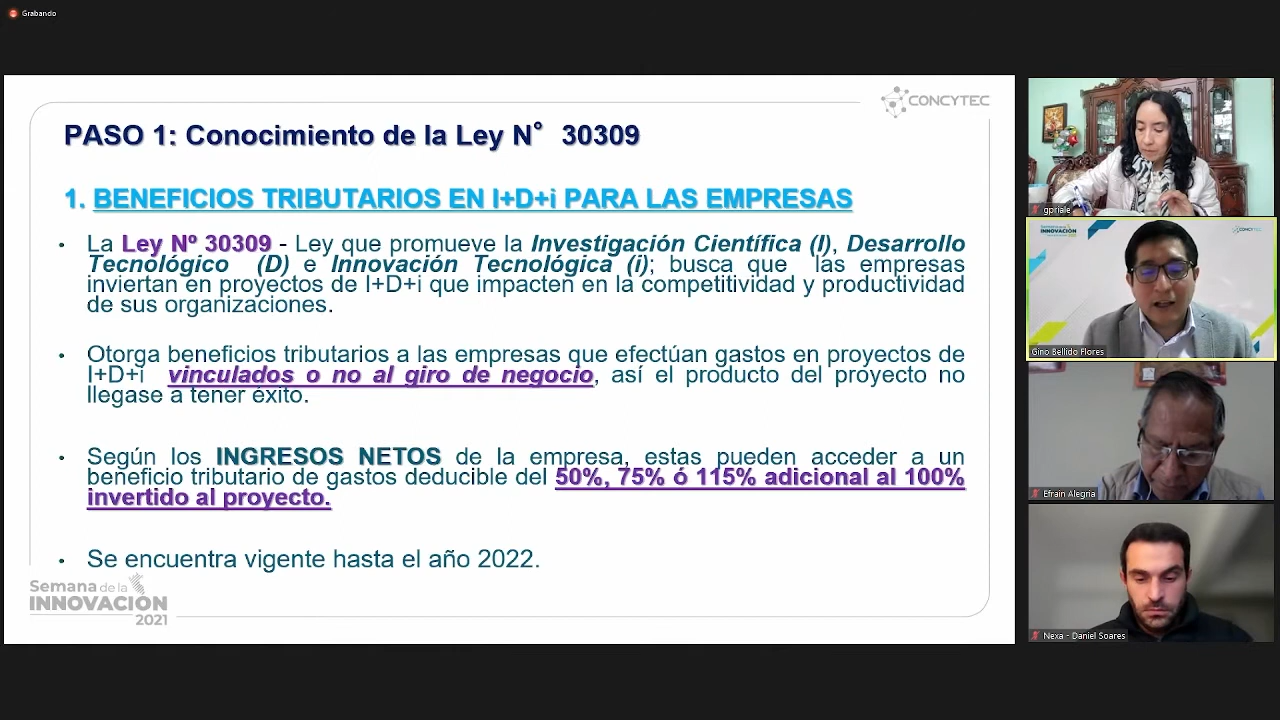 Grabando
CONCYTEC
PASO 1: Conocimiento de la Ley N° 30309
1. BENEFICIOS TRIBUTARIOS EN I+D+i PARA LAS EMPRESAS
• La Ley Nº 30309 - Ley que promueve la Investigación Científica (I), Desarrollo
Tecnológico (D) e Innovación Tecnológica (i); busca que las empresas
inviertan en proyectos de I+D+i que impacten en la competitividad y productividad
de sus organizaciones.
• Otorga beneficios tributarios a las empresas que efectúan gastos en proyectos de
I+D+i vinculados o no al giro de negocio, así el producto del proyecto no
llegase a tener éxito.
• Según los INGRESOS NETOS de la empresa, estas pueden acceder a un
beneficio tributario de gastos deducible del 50%, 75% ó 115% adicional al 100%
invertido al proyecto.
• Se encuentra vigente hasta el año 2022.
Semana de la
INNOVACIÓN
2021
gpriale
INNOVACIÓN
CONCYTEC
Gino Bellido Flores
Efrain Alegria
Nexa - Daniel Soares